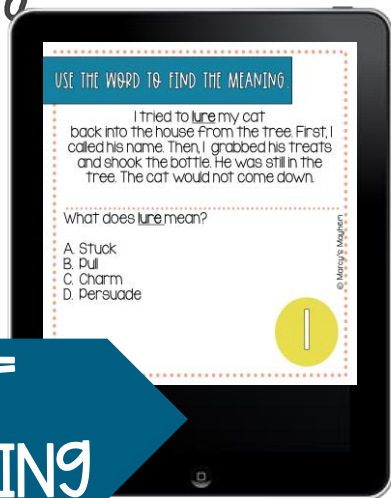 USE THE WORD TO FIND THE MEANING.
I tried to lure my cat
back into the house from the tree. First, I
called his name. Then, I grabbed his treats
and shook the bottle. He was still in the
tree. The cat would not come down.
What does lure mean?
A. Stuck
B. Pull
C. Charm
D. Persuade
© Marcy's Mayhem
1
ING